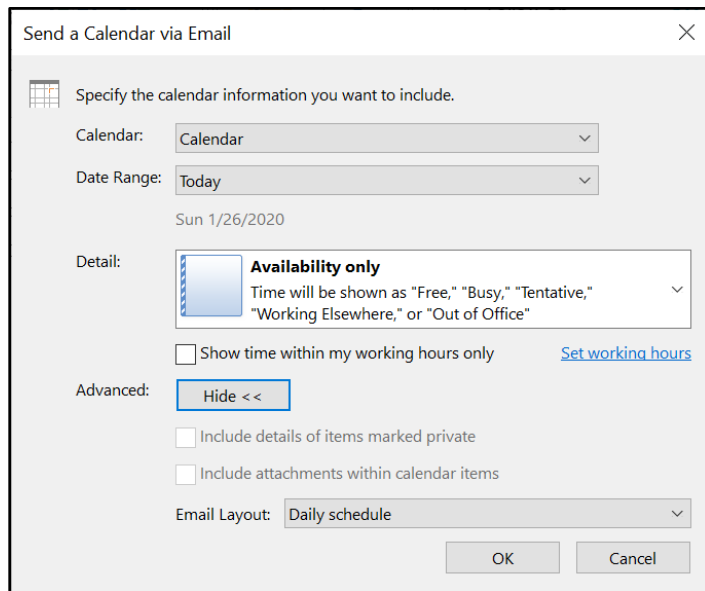 Send a Calendar via Email
Specify the calendar information you want to include.
Calendar: Calendar
Date Range: Today
Sun 1/26/2020
Detail: Availability only
Time will be shown as "Free," "Busy," "Tentative,"
"Working Elsewhere," or "Out of Office"
Show time within my working hours only Set working hours
Advanced: Hide <<
Include details of items marked private
Include attachments within calendar items
Email Layout: Daily schedule
OK Cancel